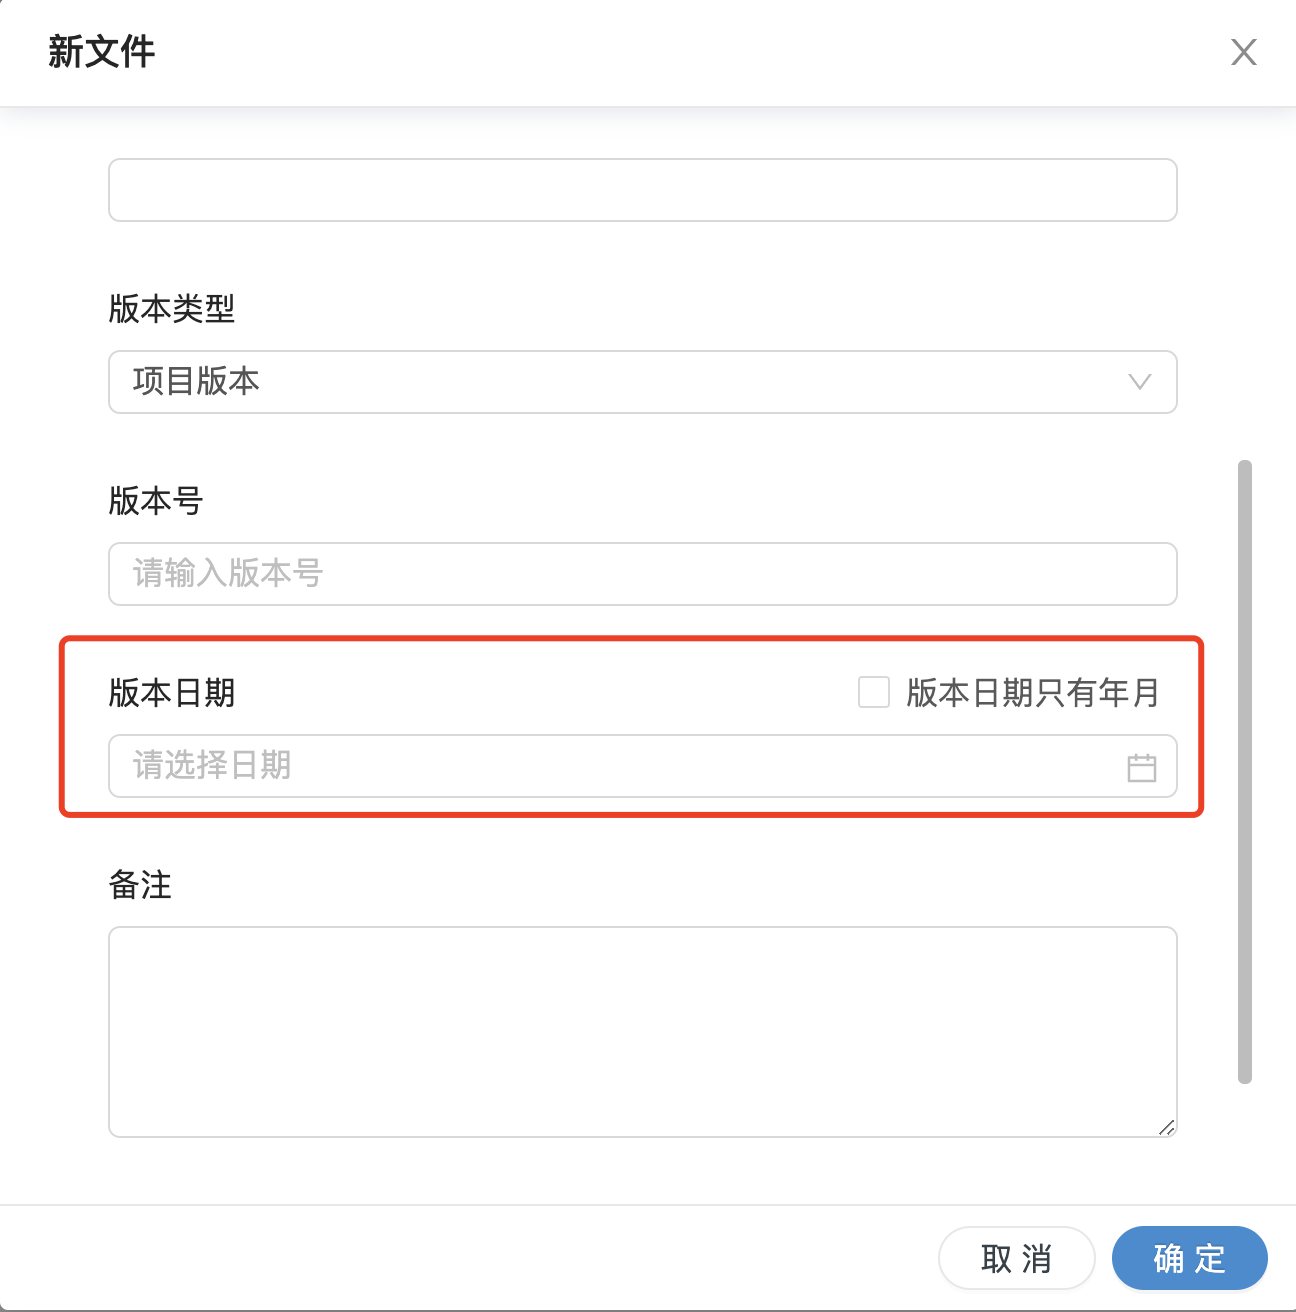 新文件
版本类型
项目版本
版本号
请输入版本号
版本日期
版本日期只有年月
请选择日期
备注
取 消
确 定